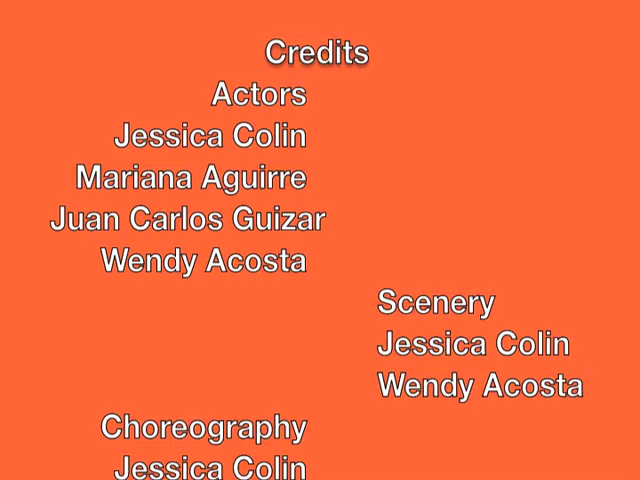 Credits
Actors
Jessica Colin
Mariana Aguirre
Juan Carlos Guizar
Wendy Acosta
Scenery
Jessica Colin
Wendy Acosta
Choreography
Jessica Colin